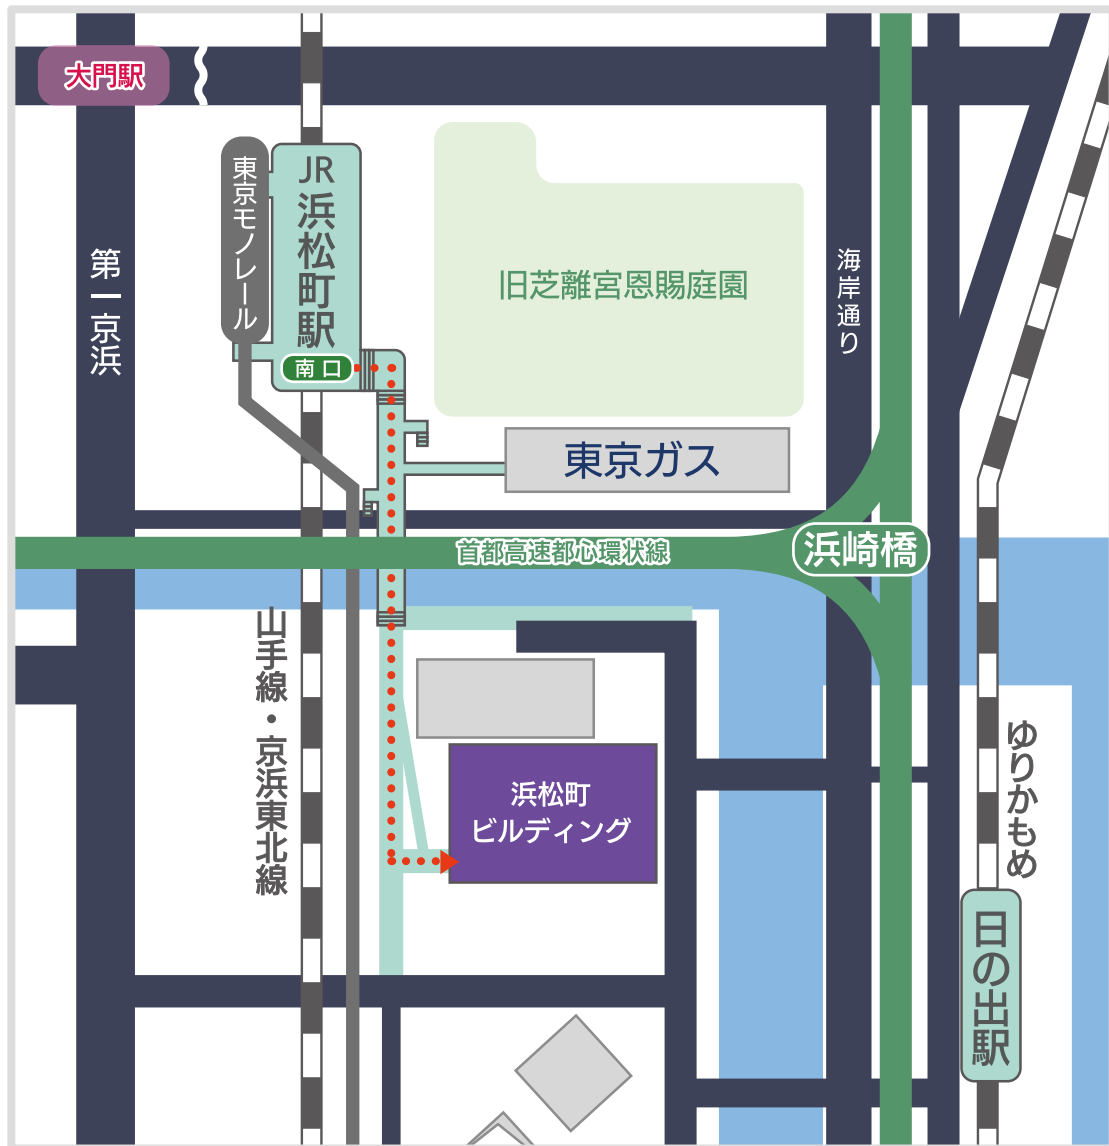 大門駅
東京モノレール
JR
浜松町駅
南口
第一京浜
旧芝離宮恩賜庭園
海岸通り
東京ガス
首都高速都心環状線
浜崎橋
山手線・京浜東北線
浜松町
ビルディング
ゆりかもめ
日の出駅